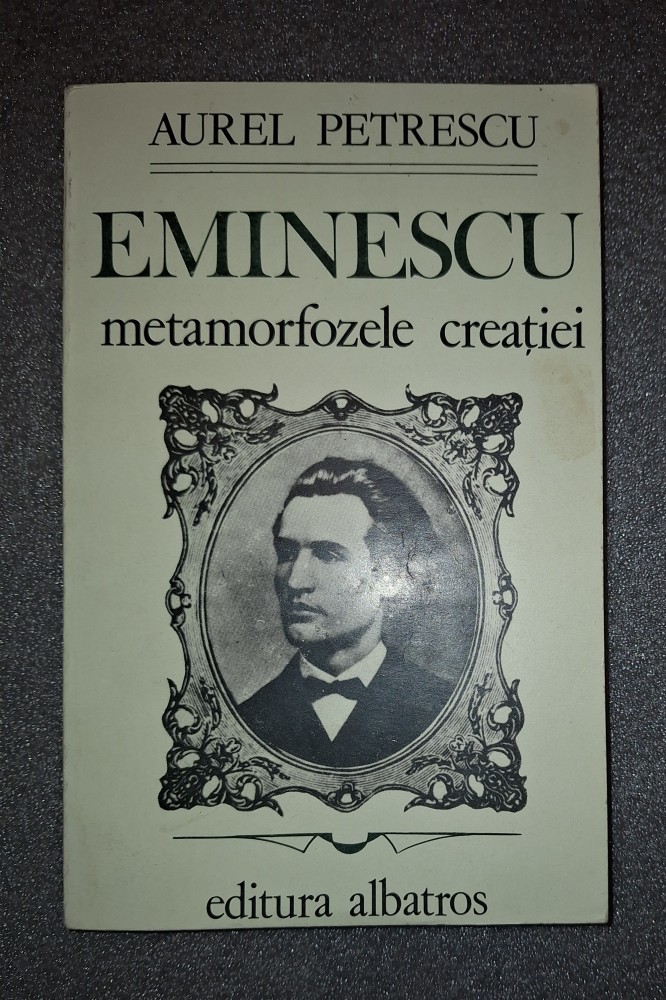 AUREL PETRESCU
EMINESCU
metamorfozele creației
editura albatros